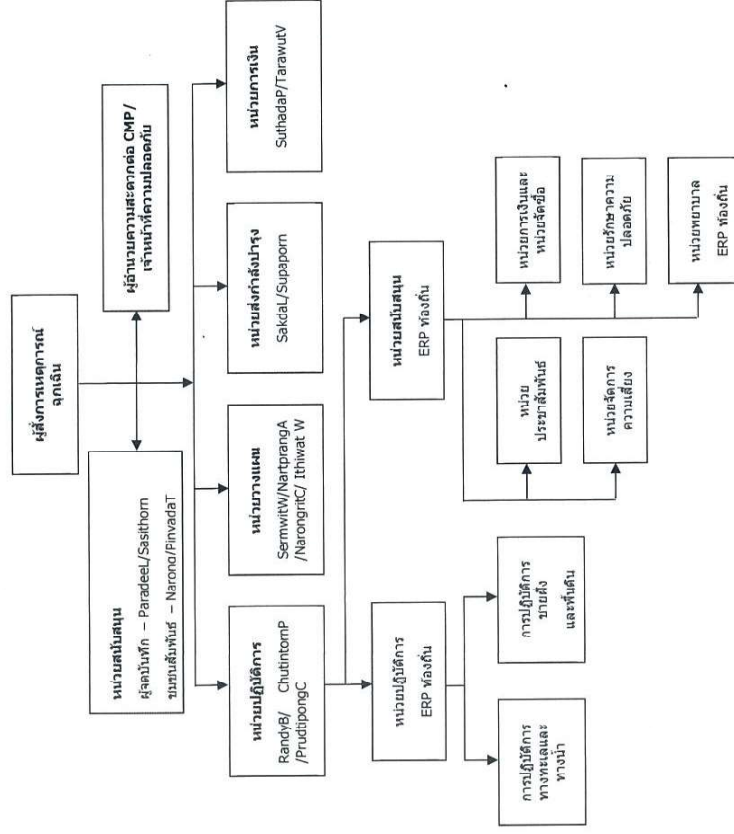 ผู้สั่งการเหตุการณ์
ฉุกเฉิน
หน่วยสนับสนุน
ผู้จดบันทึก – ParadeeL/Sasithorn
ชุมชนสัมพันธ์ – Narong/PinvadaT
ผู้อำนวยความสะดวกต่อ CMP/
เจ้าหน้าที่ความปลอดภัย
หน่วยปฏิบัติการ
RandyB/ ChutintornP
/PrudtipongC
หน่วยวางแผน
SermwitW/NartprangA
/NarongritC/ Ithiwat W
หน่วยส่งกำลังบำรุง
SakdaL/Supaporn
หน่วยการเงิน
SuthadaP/TarawutV
หน่วยปฏิบัติการ
ERP ท้องถิ่น
หน่วยสนับสนุน
ERP ท้องถิ่น
การปฏิบัติการ
ทางทะเลและ
ทางน้ำ
การปฏิบัติการ
ชายฝั่ง
และพื้นดิน
หน่วย
ประชาสัมพันธ์
หน่วยจัดการ
ความเสี่ยง
หน่วยการเงินและ
หน่วยจัดซื้อ
หน่วยรักษาความ
ปลอดภัย
หน่วยพยาบาล
ERP ท้องถิ่น